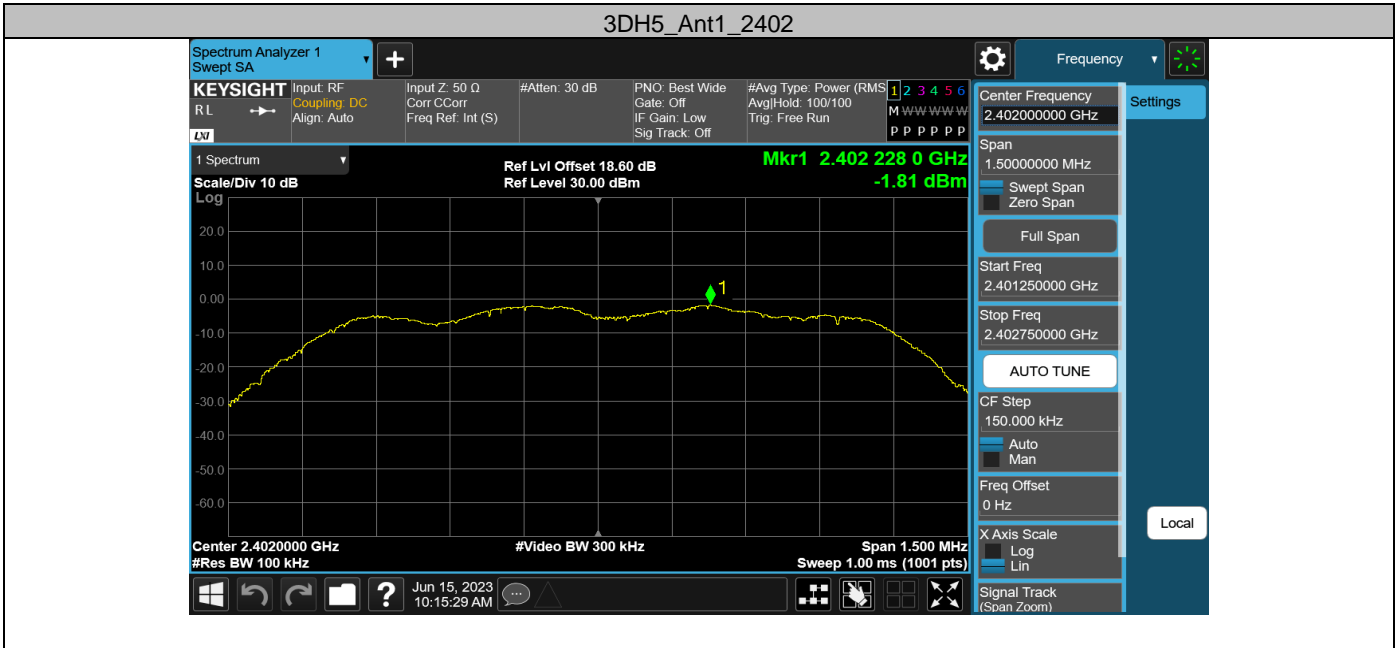 3DH5_Ant1_2402
Spectrum Analyzer 1
Swept SA
+
Frequency
KEYSIGHT
RL
LXI
Input: RF
Coupling: DC
Align: Auto
Input Z: 50 Ω
Corr CCorr
Freq Ref: Int (S)
#Atten: 30 dB
PNO: Best Wide
Gate: Off
IF Gain: Low
Sig Track: Off
#Avg Type: Power (RMS
Avg|Hold: 100/100
Trig: Free Run
1 2 3 4 5 6
M W W W W W
P P P P P P
1 Spectrum
Scale/Div 10 dB
Ref Lvl Offset 18.60 dB
Ref Level 30.00 dBm
Mkr1 2.402 228 0 GHz
-1.81 dBm
Log
20.0
10.0
0.00
-10.0
-20.0
-30.0
-40.0
-50.0
-60.0
1
Center 2.4020000 GHz
#Res BW 100 kHz
#Video BW 300 kHz
Span 1.500 MHz
Sweep 1.00 ms (1001 pts)
Center Frequency
2.402000000 GHz
Span
1.50000000 MHz
Swept Span
Zero Span
Full Span
Start Freq
2.401250000 GHz
Stop Freq
2.402750000 GHz
AUTO TUNE
CF Step
150.000 kHz
Auto
Man
Freq Offset
0 Hz
X Axis Scale
Log
Lin
Signal Track
(Span Zoom)
Settings
Local
?
Jun 15, 2023
10:15:29 AM